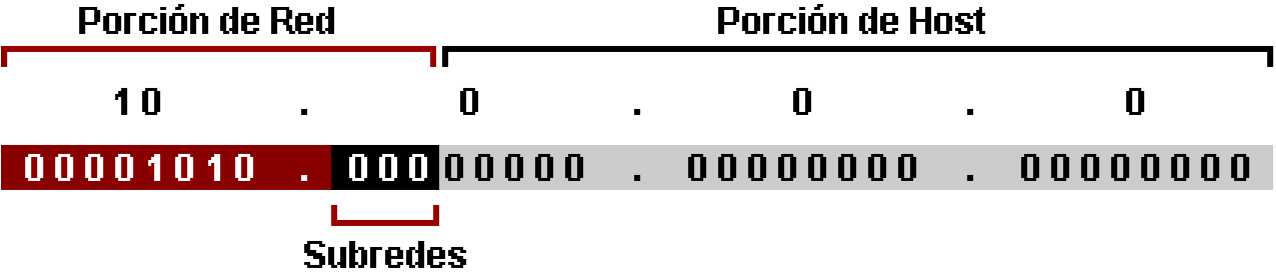 Porción de Red Porción de Host
10 . 0 . 0 . 0
00001010 . 00000000 . 00000000 . 00000000
Subredes